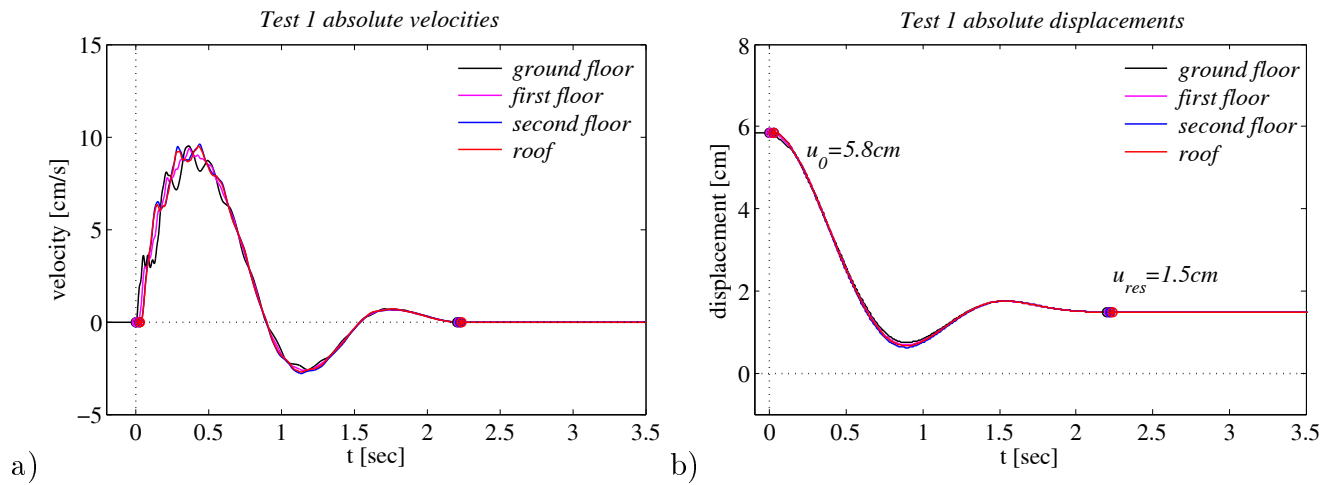 Test 1 absolute velocities
15
10
5
0
−5
velocity [cm/s]
ground floor
first floor
second floor
roof
0
0.5
1
1.5
2
2.5
3
3.5
t [sec]
a)
Test 1 absolute displacements
8
6
4
2
0
displacement [cm]
ground floor
first floor
second floor
roof
u0=5.8cm
ures=1.5cm
0
0.5
1
1.5
2
2.5
3
3.5
t [sec]
b)